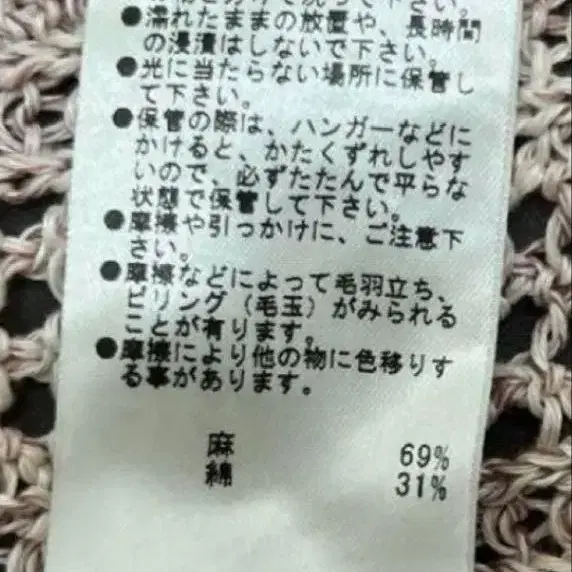 ●濡れたままの放置や、長時間
の浸漬はしないで下さい。
●光に当たらない場所に保管し
て下さい。
●保管の際は、ハンガーなどに
かけると、かたくずれしやす
いので、必ずたたんで平らな
状態で保管して下さい。
●摩擦や引っかけに、ご注意下
さい。
●摩擦などによって毛羽立ち、
ピリング（毛玉）がみられる
ことが有ります。
●摩擦により他の物に色移りす
る事があります。
麻 69%
綿 31%